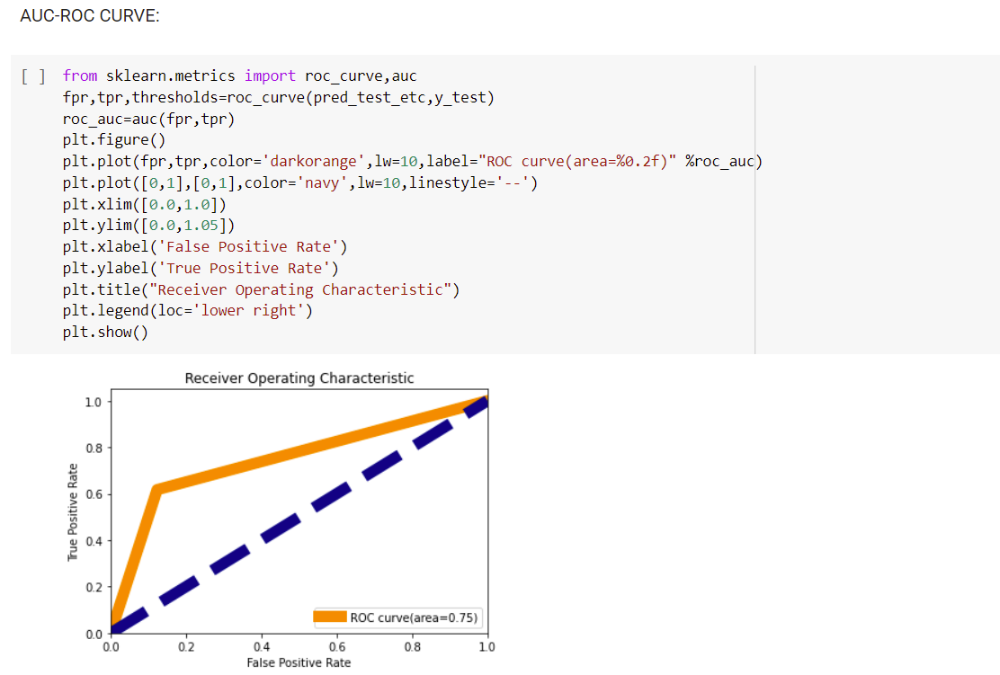 AUC-ROC CURVE:
[ ] from sklearn.metrics import roc_curve,auc
fpr,tpr,thresholds=roc_curve(pred_test_etc,y_test)
roc_auc=auc(fpr,tpr)
plt.figure()
plt.plot(fpr,tpr,color='darkorange',lw=10,label="ROC curve(area=%0.2f)" %roc_auc)
plt.plot([0,1],[0,1],color='navy',lw=10,linestyle='--')
plt.xlim([0.0,1.0])
plt.ylim([0.0,1.05])
plt.xlabel('False Positive Rate')
plt.ylabel('True Positive Rate')
plt.title("Receiver Operating Characteristic")
plt.legend(loc='lower right')
plt.show()
Receiver Operating Characteristic
True Positive Rate
1.0
0.8
0.6
0.4
0.2
0.0
ROC curve(area=0.75)
0.0 0.2 0.4 0.6 0.8 1.0
False Positive Rate